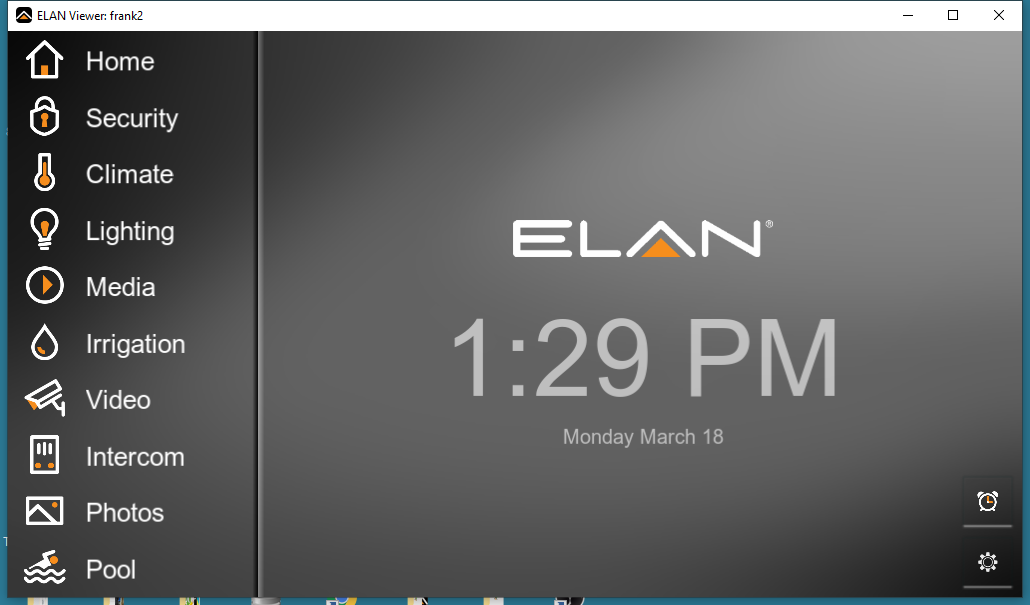 ELAN Viewer: frank2
Home
Security
Climate
Lighting
Media
Irrigation
Video
Intercom
Photos
Pool
ELAN®
1:29 PM
Monday March 18